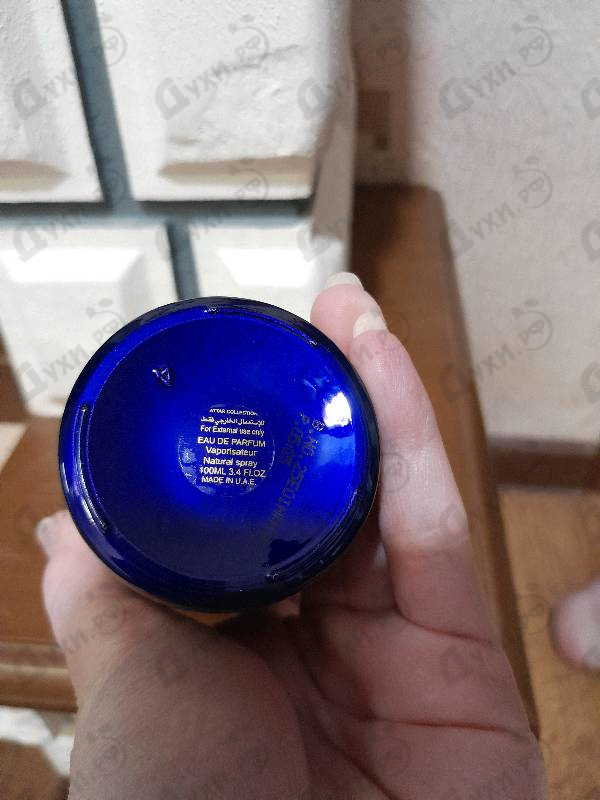 ATTAR COLLECTION
للإستعمال الخارجي فقط
For External use only
EAU DE PARFUM
Vaporisateur
Natural spray
100ML 3.4 FL.OZ
MADE IN U.A.E.
духи.рф